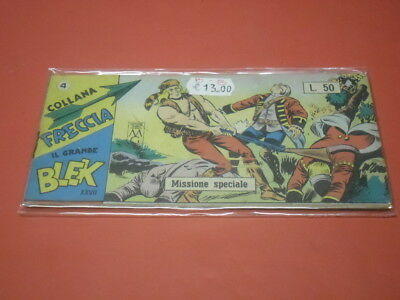 4
COLLANA
FRECCIA
IL GRANDE
BLEK
XXVII
€ 13,00
L. 50
Missione speciale